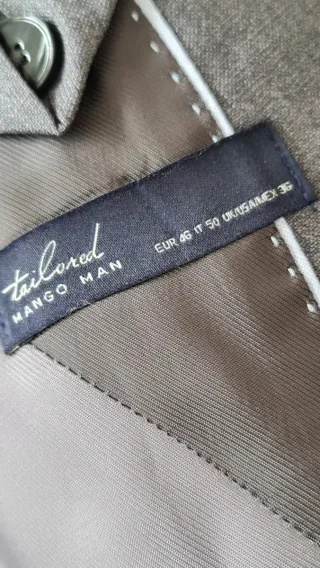 tailored
MANGO MAN
EUR 46 IT 50 UK/USA/MEX 36